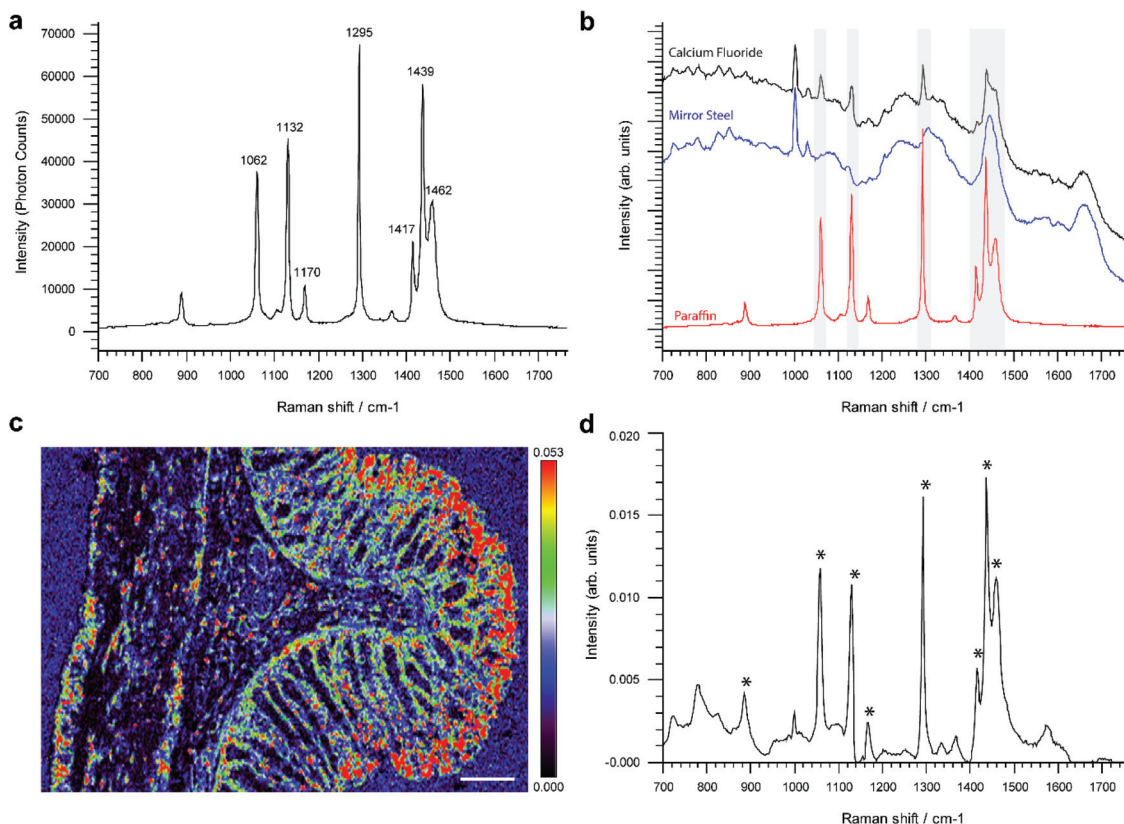 a
1295
1439
1132
1062
1462
1417
1170
70000
60000
50000
40000
30000
20000
10000
0
Intensity (Photon Counts)
700 800 900 1000 1100 1200 1300 1400 1500 1600 1700
Raman shift / cm-1
b
Calcium Fluoride
Mirror Steel
Paraffin
Intensity (arb. units)
700 800 900 1000 1100 1200 1300 1400 1500 1600 1700
Raman shift / cm-1
c
0.053
0.000
d
0.020
0.015
0.010
0.005
-0.000
Intensity (arb. units)
* * * * * * * *
700 800 900 1000 1100 1200 1300 1400 1500 1600 1700
Raman shift / cm-1